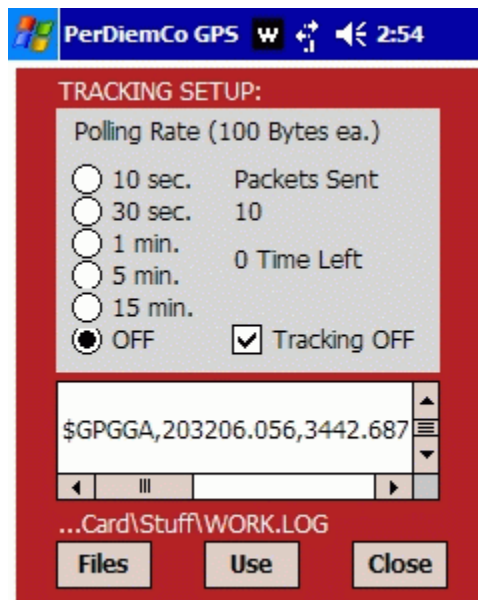 PerDiemCo GPS W 2:54
TRACKING SETUP:
Polling Rate (100 Bytes ea.)
10 sec. Packets Sent
30 sec. 10
1 min.
0 Time Left
5 min.
15 min.
OFF Tracking OFF
$GPGGA,203206.056,3442.687
...Card\Stuff\WORK.LOG
Files Use Close